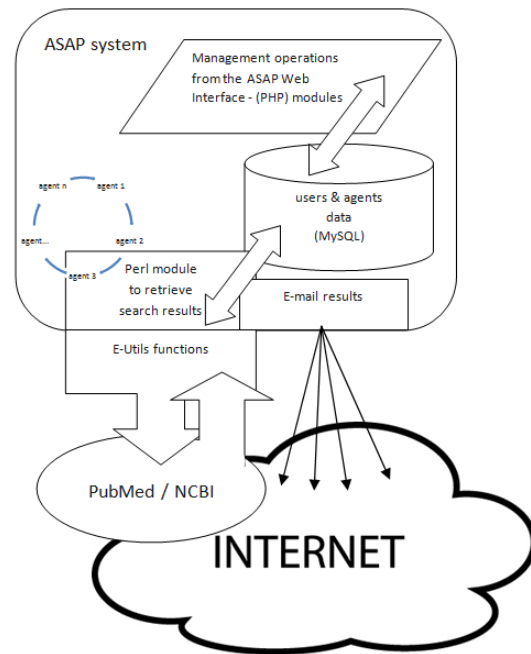 ASAP system
Management operations
from the ASAP Web
Interface - (PHP) modules
users & agents
data
(MySQL)
agent n
agent 1
agent...
agent 2
agent 3
Perl module
to retrieve
search results
E-mail results
E-Utils functions
PubMed / NCBI
INTERNET